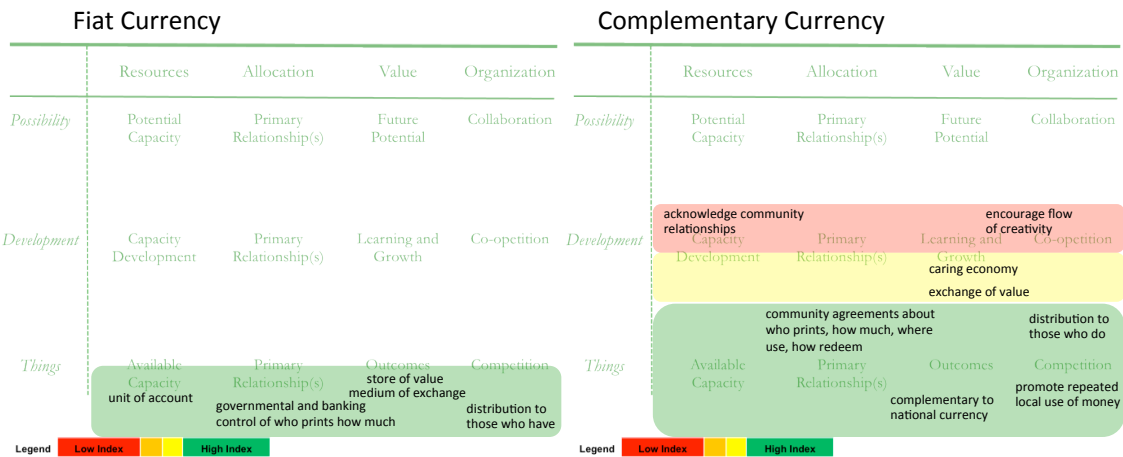 Fiat Currency
Resources Allocation Value Organization
Possibility Potential Capacity Primary Relationship(s) Future Potential Collaboration
Development Capacity Development Primary Relationship(s) Learning and Growth Co-opetition
Things Available Capacity Primary Relationship(s) Outcomes Competition
store of value
medium of exchange
unit of account
governmental and banking
control of who prints how much
distribution to
those who have
Legend Low Index High Index
Complementary Currency
Resources Allocation Value Organization
Possibility Potential Capacity Primary Relationship(s) Future Potential Collaboration
acknowledge community
relationships
encourage flow
of creativity
Development Capacity Development Primary Relationship(s) Learning and Growth Co-opetition
caring economy
exchange of value
community agreements about
who prints, how much, where
use, how redeem
distribution to
those who do
Things Available Capacity Primary Relationship(s) Outcomes Competition
promote repeated
local use of money
complementary to
national currency
Legend Low Index High Index